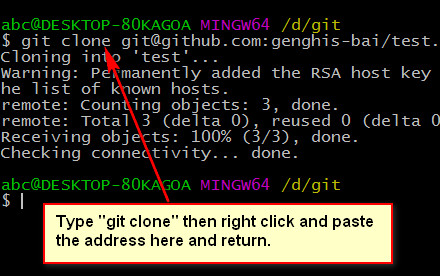 abc@DESKTOP-80KAGOA MINGW64 /d/git
$ git clone git@github.com:genghis-bai/test.
Cloning into 'test'...
Warning: Permanently added the RSA host key
he list of known hosts.
remote: Counting objects: 3, done.
remote: Total 3 (delta 0), reused 0 (delta 0
Receiving objects: 100% (3/3), done.
Checking connectivity... done.
abc@DESKTOP-80KAGOA MINGW64 /d/git
$
Type "git clone" then right click and paste
the address here and return.